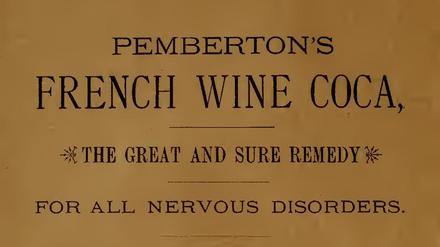 PEMBERTON'S
FRENCH WINE COCA,
THE GREAT AND SURE REMEDY
FOR ALL NERVOUS DISORDERS.